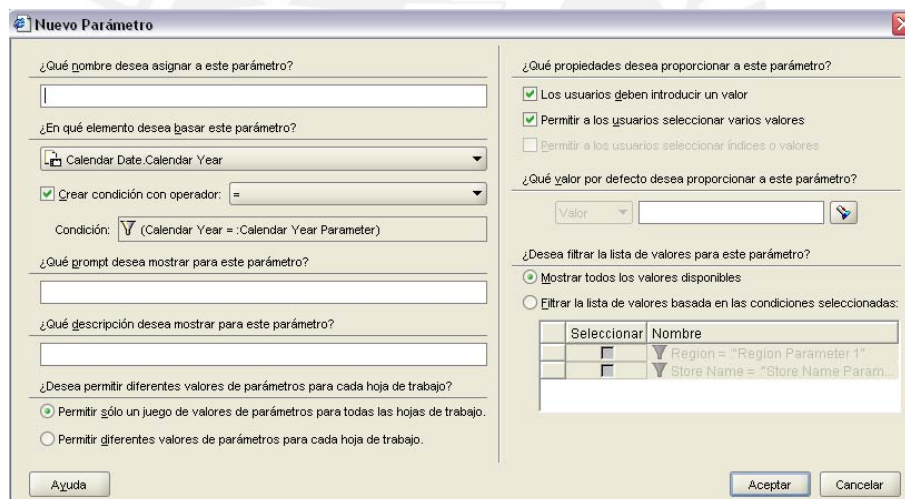 Nuevo Parámetro
¿Qué nombre desea asignar a este parámetro?
¿En qué elemento desea basar este parámetro?
Calendar Date.Calendar Year
Crear condición con operador: =
Condición: (Calendar Year = :Calendar Year Parameter)
¿Qué prompt desea mostrar para este parámetro?
¿Qué descripción desea mostrar para este parámetro?
¿Desea permitir diferentes valores de parámetros para cada hoja de trabajo?
Permitir sólo un juego de valores de parámetros para todas las hojas de trabajo.
Permitir diferentes valores de parámetros para cada hoja de trabajo.
¿Qué propiedades desea proporcionar a este parámetro?
Los usuarios deben introducir un valor
Permitir a los usuarios seleccionar varios valores
Permitir a los usuarios seleccionar índices o valores
¿Qué valor por defecto desea proporcionar a este parámetro?
Valor
¿Desea filtrar la lista de valores para este parámetro?
Mostrar todos los valores disponibles
Filtrar la lista de valores basada en las condiciones seleccionadas:
Seleccionar Nombre
Region = :"Region Parameter 1"
Store Name = :"Store Name Param...
Ayuda
Aceptar Cancelar